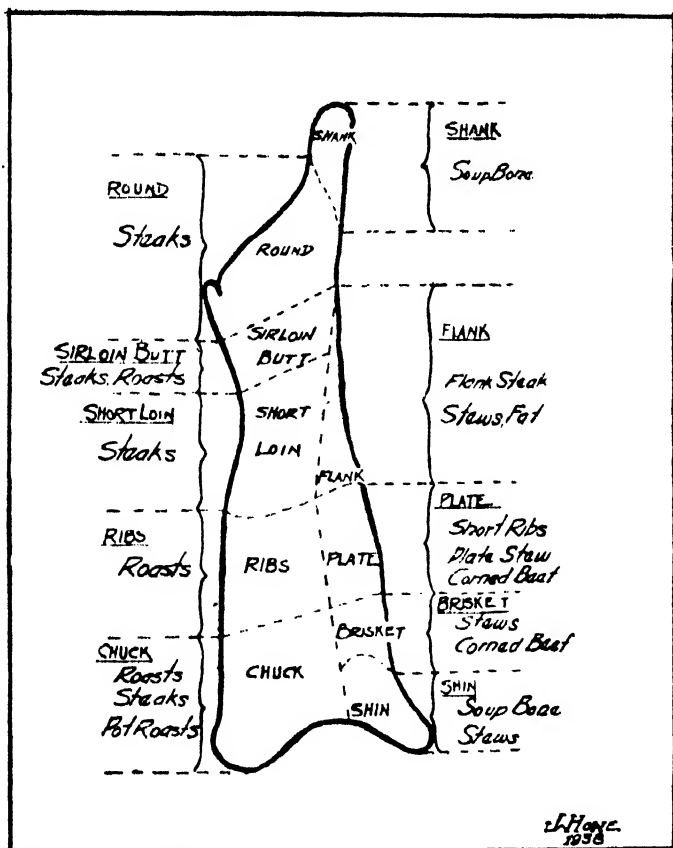 SHANK
SHANK
Soup Bone
ROUND
Steaks
ROUND
SIRLOIN BUTT
Steaks, Roasts
SIRLOIN
BUTT
FLANK
Flank Steak
Stews, Fat
SHORT LOIN
Steaks
SHORT
LOIN
FLANK
RIBS
Roasts
RIBS
PLATE
PLATE
Short Ribs
Plate Stew
Corned Beef
BRISKET
BRISKET
Stews
Corned Beef
CHUCK
Roasts
Steaks
Pot Roasts
CHUCK
SHIN
SHIN
Soup Bone
Stews
1938